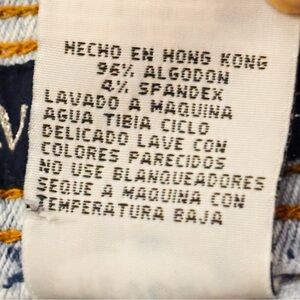 HECHO EN HONG KONG
96% ALGODON
4% SPANDEX
LAVADO A MAQUINA
AGUA TIBIA CICLO
DELICADO LAVE CON
COLORES PARECIDOS
NO USE BLANQUEADORES
SEQUE A MAQUINA CON
TEMPERATURA BAJA